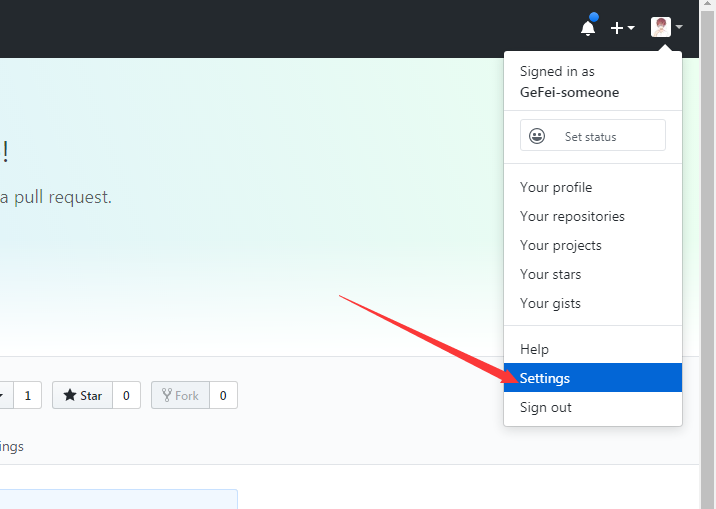 Signed in as
GeFei-someone
Set status
!
a pull request.
Your profile
Your repositories
Your projects
Your stars
Your gists
Help
1 Star 0 Fork 0
Settings
Sign out
ings